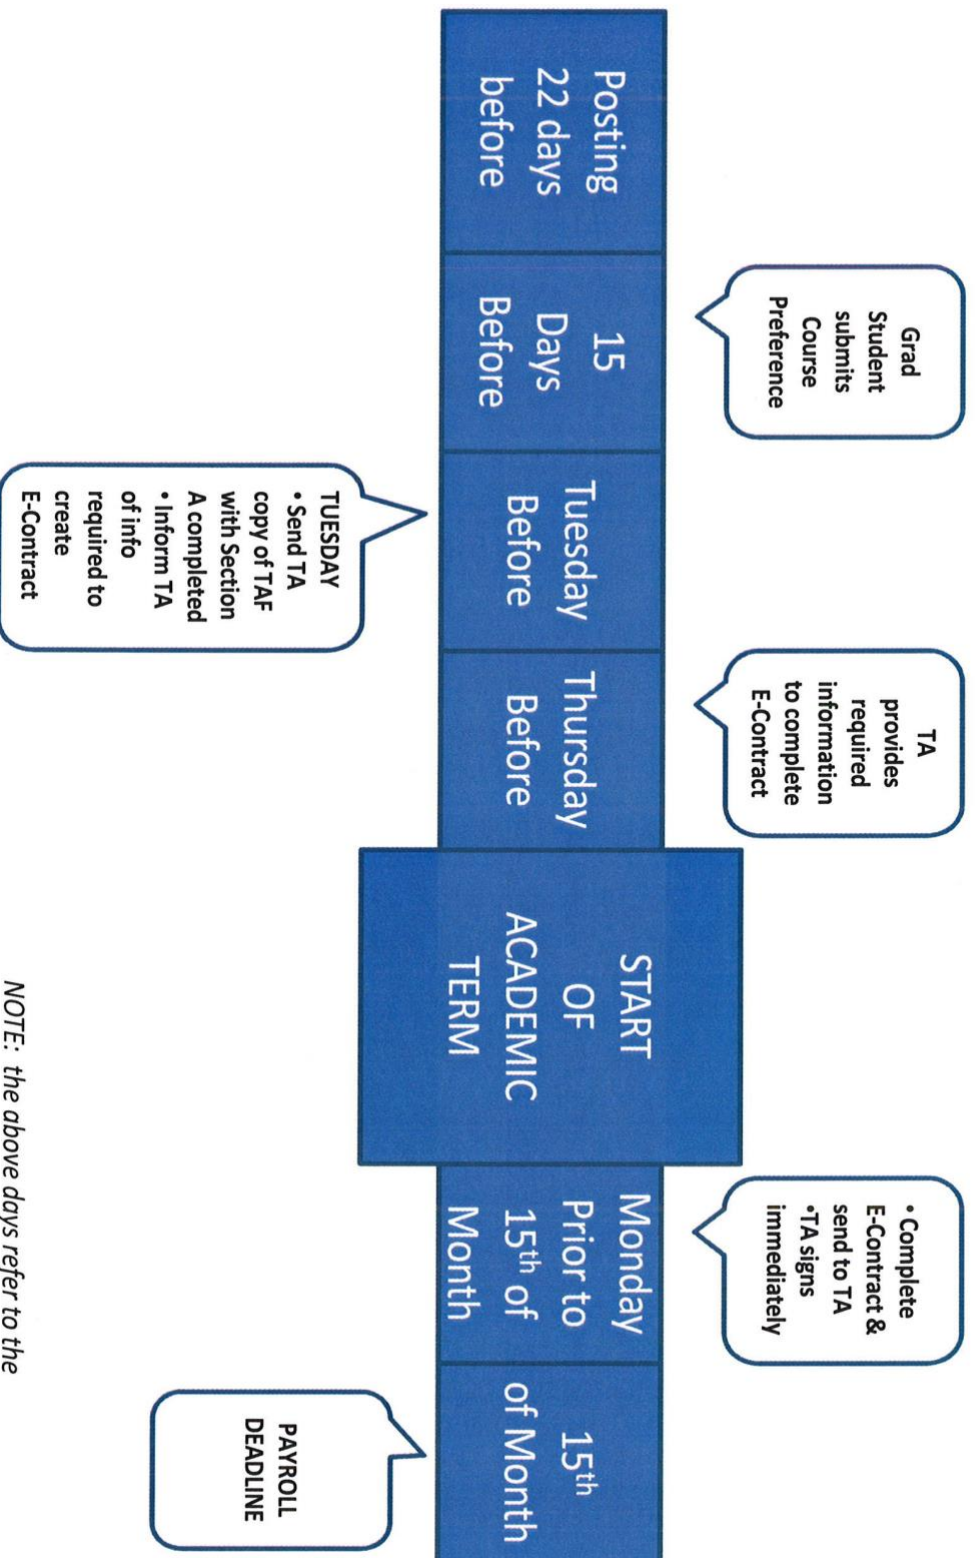 Grad
Student
submits
Course
Preference
TA
provides
required
information
to complete
E-Contract
• Complete
E-Contract &
send to TA
•TA signs
immediately
Posting
22 days
before
15
Days
Before
Tuesday
Before
Thursday
Before
START
OF
ACADEMIC
TERM
Monday
Prior to
15th of
Month
15th
of Month
TUESDAY
• Send TA
copy of TAF
with Section
A completed
• Inform TA
of info
required to
create
E-Contract
PAYROLL
DEADLINE
NOTE: the above days refer to the